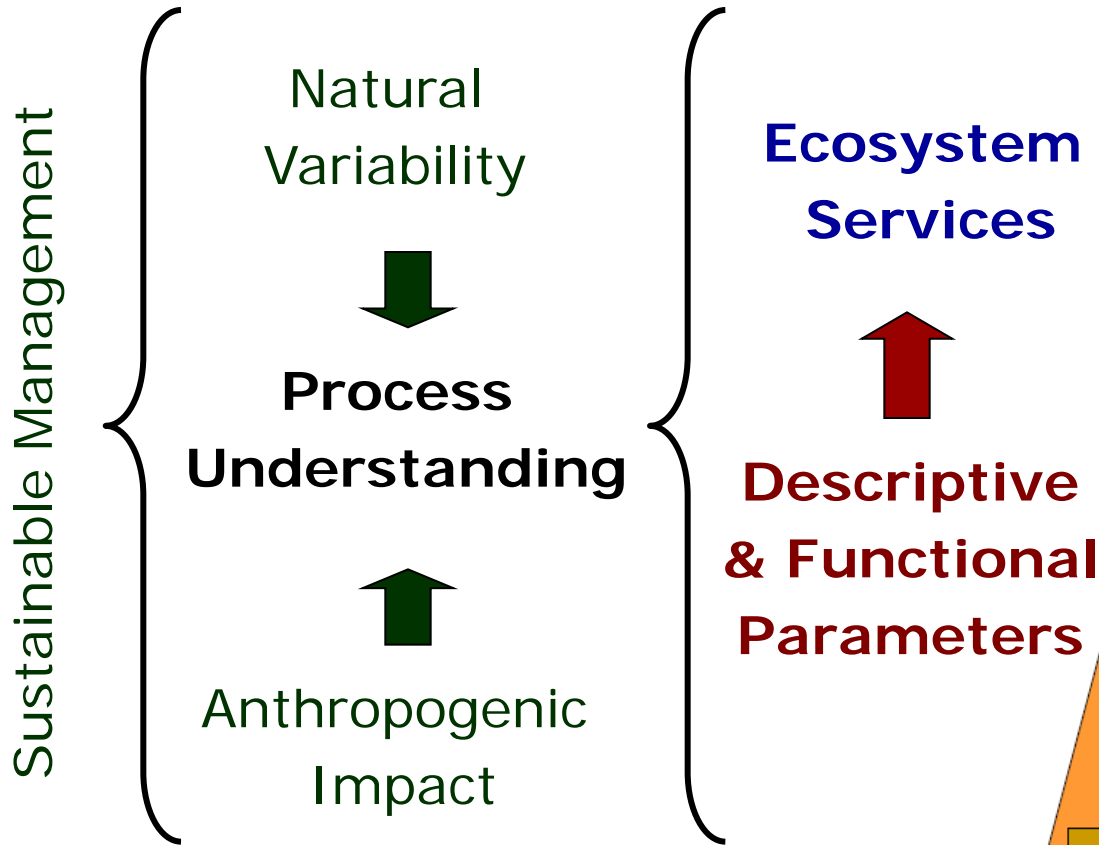 Sustainable Management
Natural
Variability
Process
Understanding
Anthropogenic
Impact
Ecosystem
Services
Descriptive
& Functional
Parameters